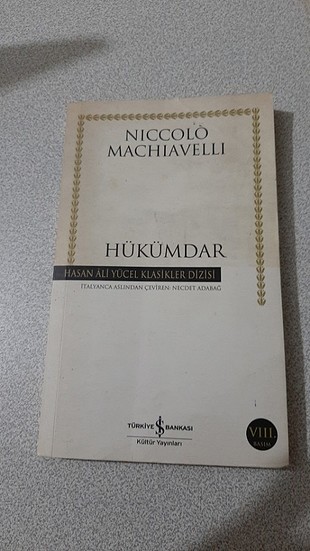 NICCOLÒ
MACHIAVELLI
HÜKÜMDAR
HASAN ÂLİ YÜCEL KLASİKLER DİZİSİ
İTALYANCA ASLINDAN ÇEVİREN: NECDET ADABAĞ
TÜRKİYE İŞ BANKASI
Kültür Yayınları
VIII.
BASIM